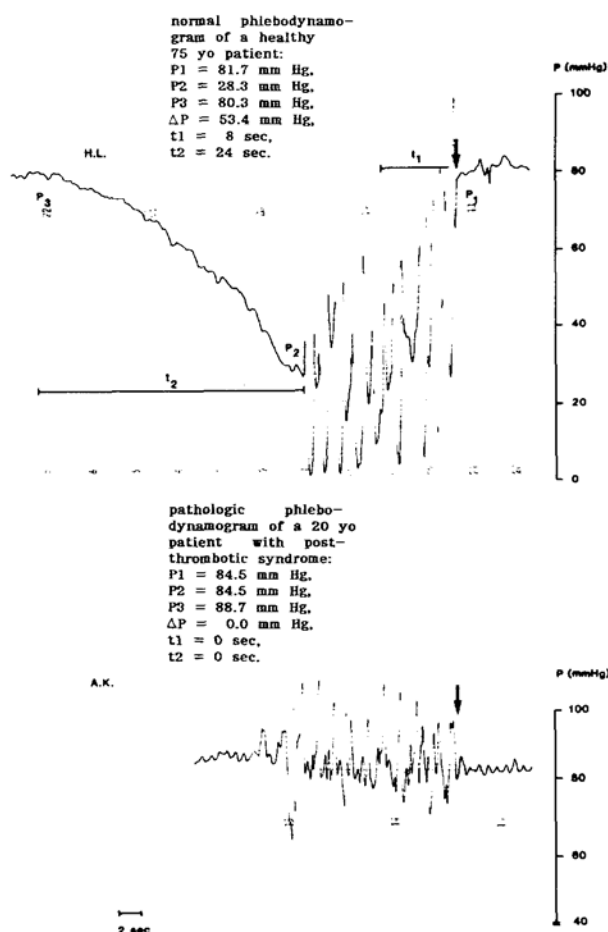 normal phlebodynamo-
gram of a healthy
75 yo patient:
P1 = 81.7 mm Hg,
P2 = 28.3 mm Hg,
P3 = 80.3 mm Hg,
ΔP = 53.4 mm Hg,
t1 = 8 sec,
t2 = 24 sec.
P (mmHg)
100
H.L.
t1
80
P3
P1
60
40
P2
t2
20
0
pathologic phlebo-
dynamogram of a 20 yo
patient with post-
thrombotic syndrome:
P1 = 84.5 mm Hg,
P2 = 84.5 mm Hg,
P3 = 88.7 mm Hg,
ΔP = 0.0 mm Hg,
t1 = 0 sec,
t2 = 0 sec.
P (mmHg)
A.K.
100
80
60
40
2 sec